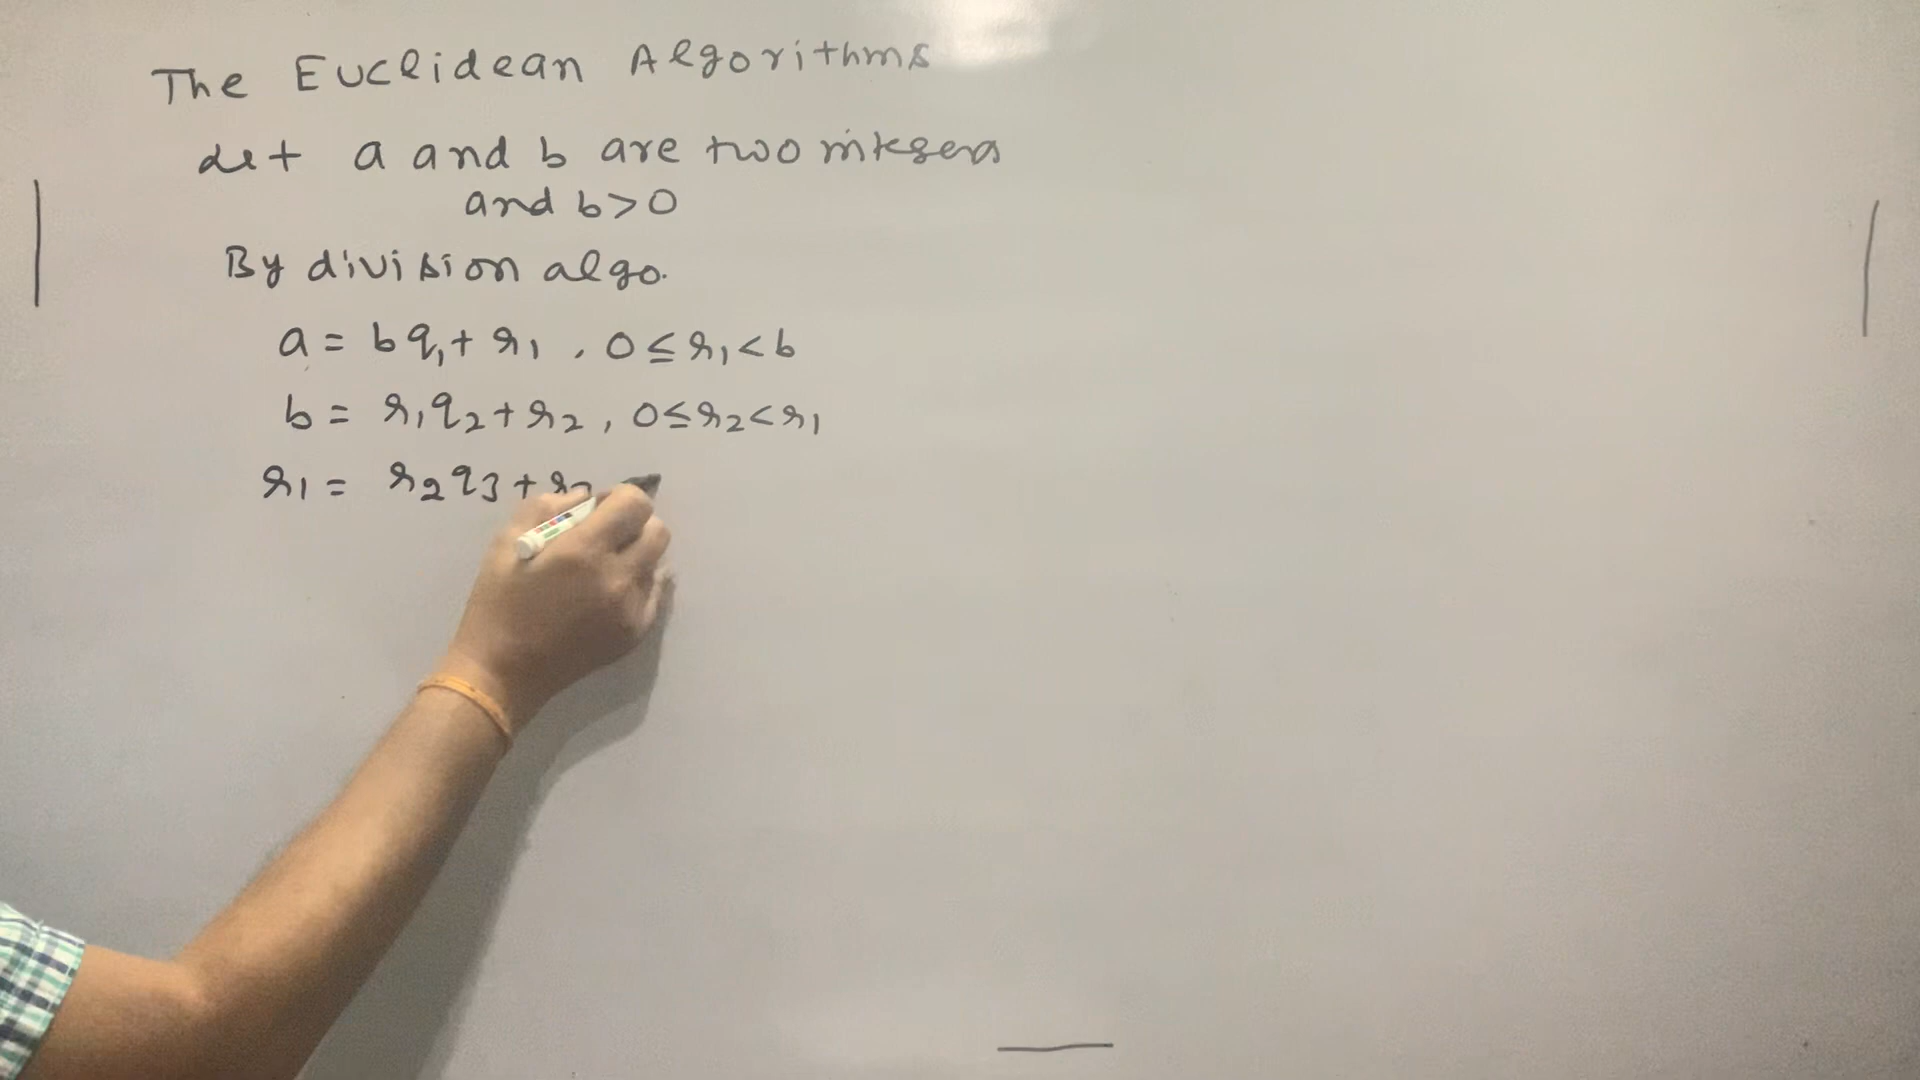 The Euclidean Algorithms
Let a and b are two integers
and b>0
By division algo.
a = bq₁ + r₁ , 0 ≤ r₁ < b
b = r₁q₂ + r₂ , 0 ≤ r₂ < r₁
r₁ = r₂q₃ + r₃